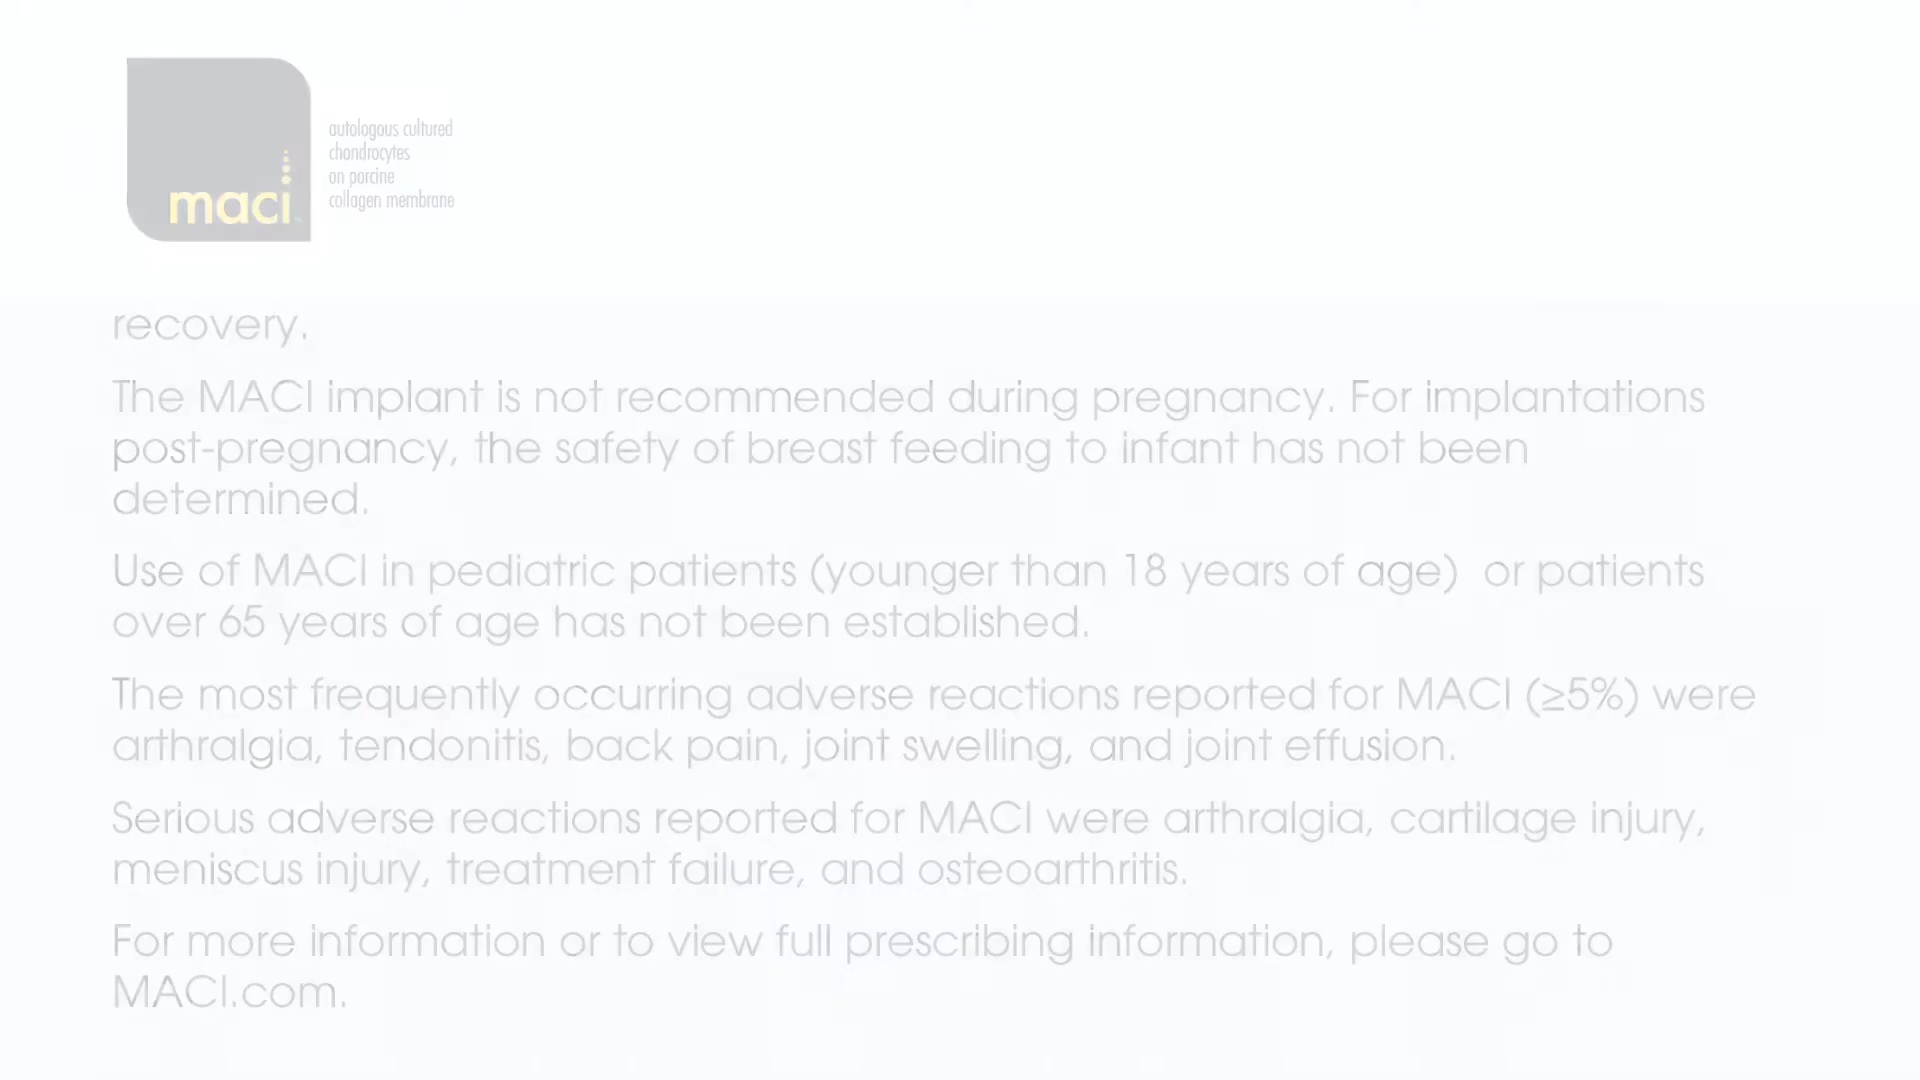 maci
autologous cultured
chondrocytes
on porcine
collagen membrane
recovery.
The MACI implant is not recommended during pregnancy. For implantations
post-pregnancy, the safety of breast feeding to infant has not been
determined.
Use of MACI in pediatric patients (younger than 18 years of age)  or patients
over 65 years of age has not been established.
The most frequently occurring adverse reactions reported for MACI (≥5%) were
arthralgia, tendonitis, back pain, joint swelling, and joint effusion.
Serious adverse reactions reported for MACI were arthralgia, cartilage injury,
meniscus injury, treatment failure, and osteoarthritis.
For more information or to view full prescribing information, please go to
MACI.com.